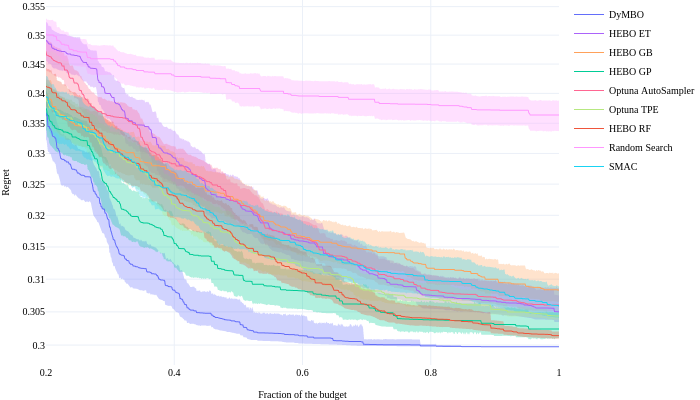 0.355
0.35
0.345
0.34
0.335
0.33
0.325
0.32
0.315
0.31
0.305
0.3
Regret
0.2
0.4
0.6
0.8
1
Fraction of the budget
DyMBO
HEBO ET
HEBO GB
HEBO GP
Optuna AutoSampler
Optuna TPE
HEBO RF
Random Search
SMAC